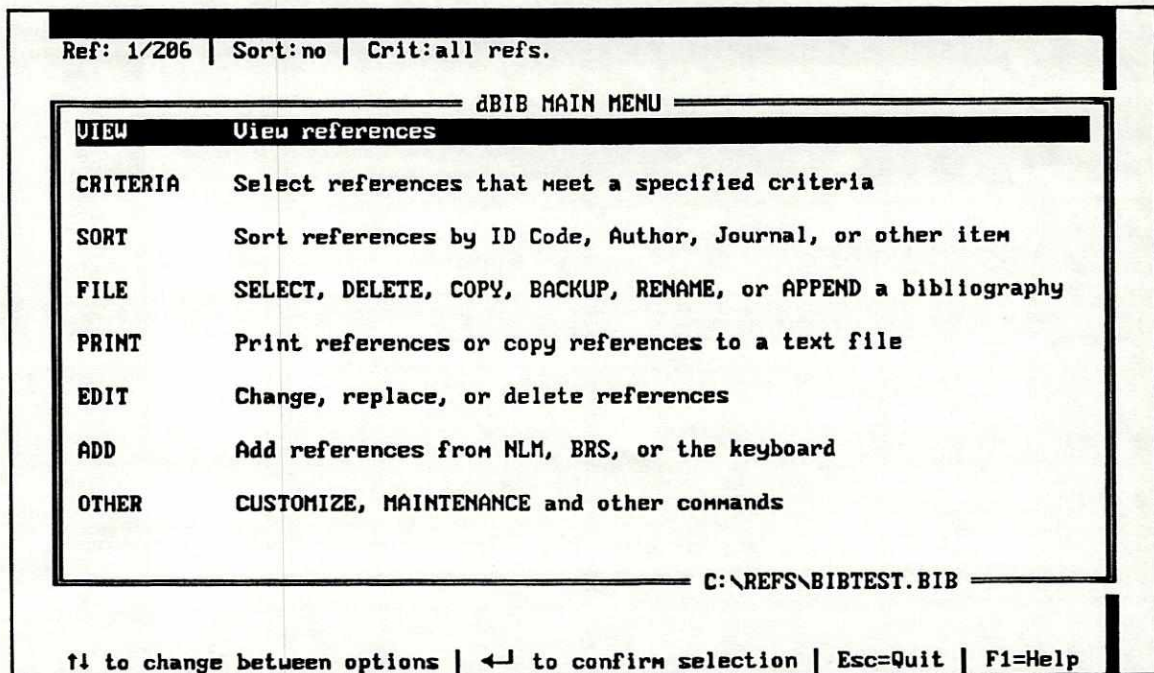 Ref: 1/206 | Sort:no | Crit:all refs.
dBIB MAIN MENU
VIEW View references
CRITERIA Select references that meet a specified criteria
SORT Sort references by ID Code, Author, Journal, or other item
FILE SELECT, DELETE, COPY, BACKUP, RENAME, or APPEND a bibliography
PRINT Print references or copy references to a text file
EDIT Change, replace, or delete references
ADD Add references from NLM, BRS, or the keyboard
OTHER CUSTOMIZE, MAINTENANCE and other commands
C:\REFS\BIBTEST.BIB
↑↓ to change between options | ↵ to confirm selection | Esc=Quit | F1=Help